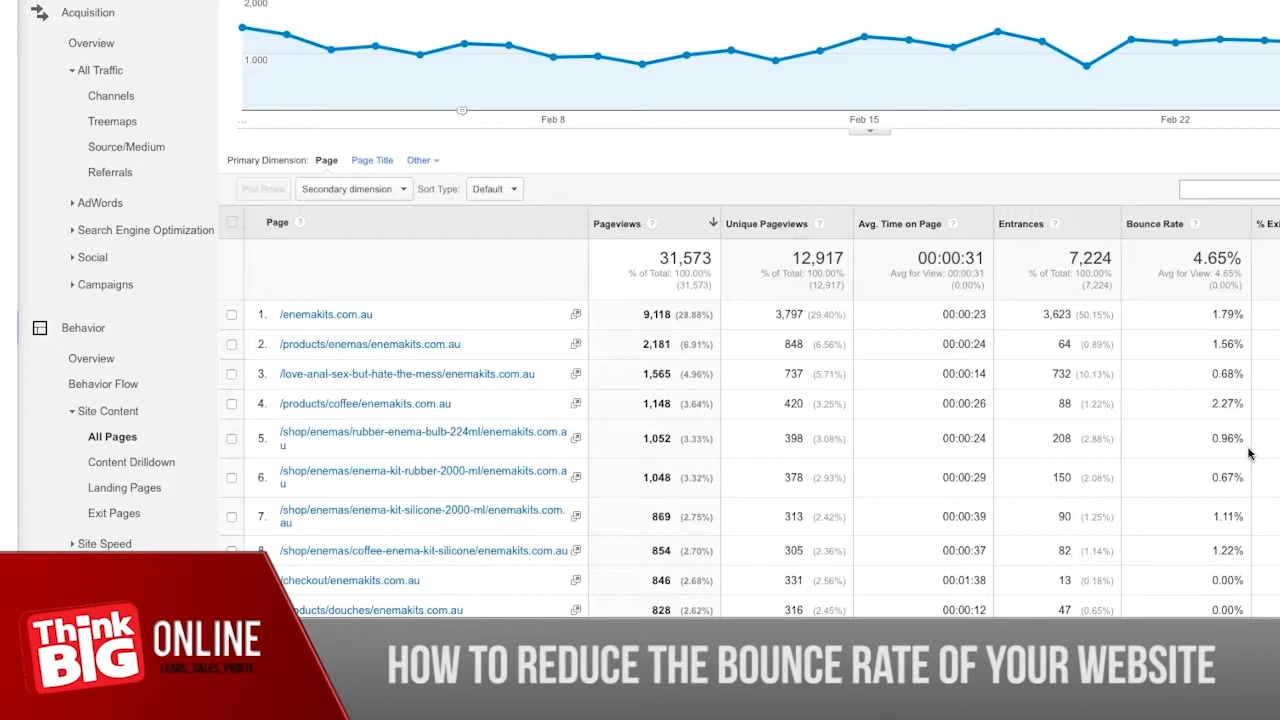 Acquisition
Overview
All Traffic
Channels
Treemaps
Source/Medium
Referrals
AdWords
Search Engine Optimization
Social
Campaigns
Behavior
Overview
Behavior Flow
Site Content
All Pages
Content Drilldown
Landing Pages
Exit Pages
Site Speed
2,000
1,000
... Feb 8 Feb 15 Feb 22
Primary Dimension: Page Page Title Other
Plot Rows Secondary dimension Sort Type: Default
Page ? Pageviews ? Unique Pageviews ? Avg. Time on Page ? Entrances ? Bounce Rate ? % Exi
31,573 12,917 00:00:31 7,224 4.65%
% of Total: 100.00% % of Total: 100.00% Avg for View: 00:00:31 % of Total: 100.00% Avg for View: 4.65%
(31,573) (12,917) (0.00%) (7,224) (0.00%)
1. /enemakits.com.au 9,118 (28.88%) 3,797 (29.40%) 00:00:23 3,623 (50.15%) 1.79%
2. /products/enemas/enemakits.com.au 2,181 (6.91%) 848 (6.56%) 00:00:24 64 (0.89%) 1.56%
3. /love-anal-sex-but-hate-the-mess/enemakits.com.au 1,565 (4.96%) 737 (5.71%) 00:00:14 732 (10.13%) 0.68%
4. /products/coffee/enemakits.com.au 1,148 (3.64%) 420 (3.25%) 00:00:26 88 (1.22%) 2.27%
5. /shop/enemas/rubber-enema-bulb-224ml/enemakits.com.a
u 1,052 (3.33%) 398 (3.08%) 00:00:24 208 (2.88%) 0.96%
6. /shop/enemas/enema-kit-rubber-2000-ml/enemakits.com.a
u 1,048 (3.32%) 378 (2.93%) 00:00:29 150 (2.08%) 0.67%
7. /shop/enemas/enema-kit-silicone-2000-ml/enemakits.com.
au 869 (2.75%) 313 (2.42%) 00:00:39 90 (1.25%) 1.11%
8. /shop/enemas/coffee-enema-kit-silicone/enemakits.com.au 854 (2.70%) 305 (2.36%) 00:00:37 82 (1.14%) 1.22%
/checkout/enemakits.com.au 846 (2.68%) 331 (2.56%) 00:01:38 13 (0.18%) 0.00%
oducts/douches/enemakits.com.au 828 (2.62%) 316 (2.45%) 00:00:12 47 (0.65%) 0.00%
Think BIG ONLINE
LEADS. SALES. PROFIT.
HOW TO REDUCE THE BOUNCE RATE OF YOUR WEBSITE